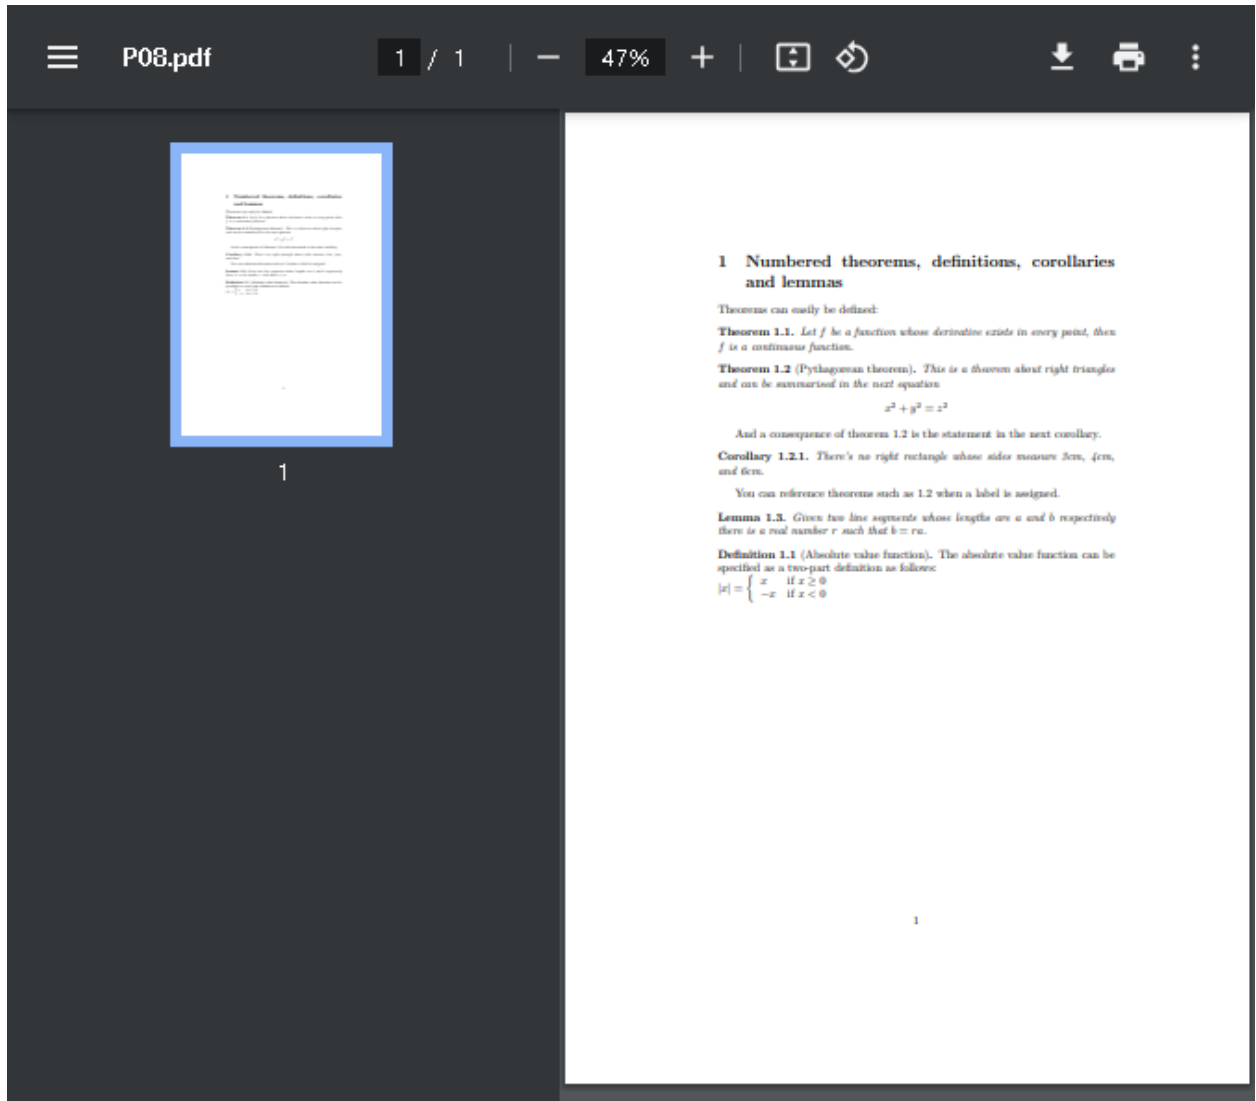 P08.pdf
1 / 1
47%
1
1 Numbered theorems, definitions, corollaries
and lemmas
Theorems can easily be defined:
Theorem 1.1. Let f be a function whose derivative exists in every point, then
f is a continuous function.
Theorem 1.2 (Pythagorean theorem). This is a theorem about right triangles
and can be summarised in the next equation
x² + y² = z²
And a consequence of theorem 1.2 is the statement in the next corollary.
Corollary 1.2.1. There's no right rectangle whose sides measure 3cm, 4cm,
and 6cm.
You can reference theorems such as 1.2 when a label is assigned.
Lemma 1.3. Given two line segments whose lengths are a and b respectively
there is a real number r such that b = ra.
Definition 1.1 (Absolute value function). The absolute value function can be
specified as a two-part definition as follows:
|x| = { x if x ≥ 0
−x if x < 0
1